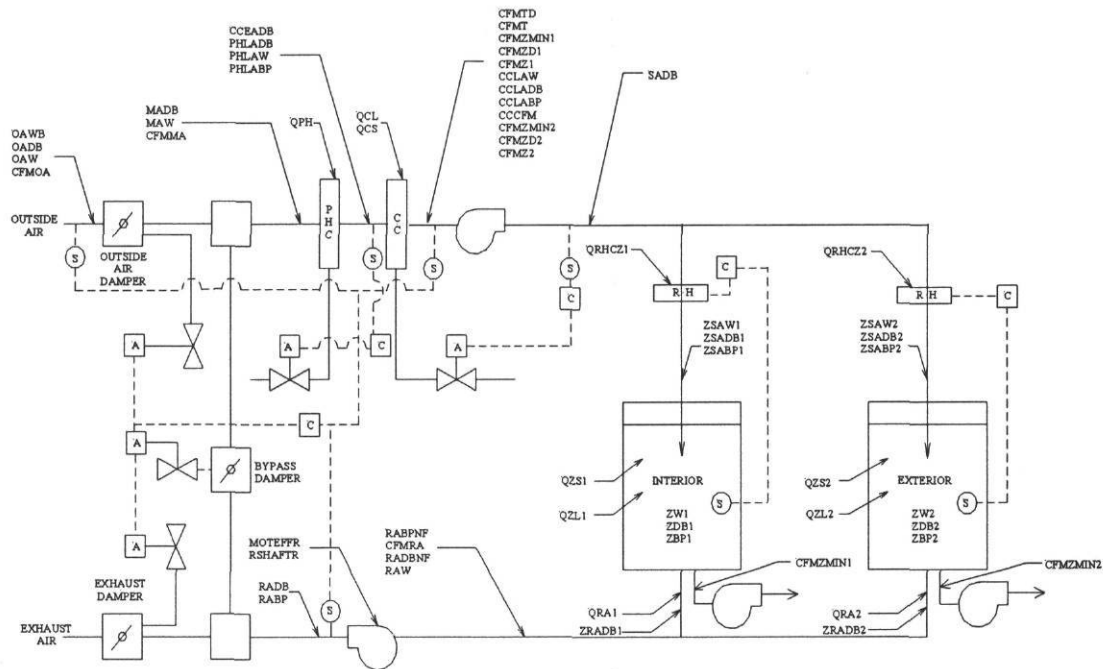 CFMTD
CFMT
CFMZMIN1
CFMZD1
CFMZ1
CCLAW
CCLADB
CCLABP
CCCFM
CFMZMIN2
CFMZD2
CFMZ2
CCEADB
PHLADB
PHLAW
PHLABP
SADB
MADB
MAW
CFMMA
QPH
QCL
QCS
OAWB
OADB
OAW
CFMOA
OUTSIDE
AIR
PHC
CC
S
OUTSIDE
AIR
DAMPER
S
S
S
C
QRHCZ1
C
RH
QRHCZ2
RH
C
ZSAW1
ZSADB1
ZSABP1
ZSAW2
ZSADB2
ZSABP2
A
A
C
A
C
A
BYPASS
DAMPER
QZS1
INTERIOR
QZL1
S
ZW1
ZDB1
ZBP1
QZS2
EXTERIOR
QZL2
S
ZW2
ZDB2
ZBP2
A
EXHAUST
DAMPER
EXHAUST
AIR
MOTEFFR
RSHAFTR
RADB
RABP
S
RABPNF
CFMRA
RADBNF
RAW
CFMZMIN1
QRA1
ZRADB1
CFMZMIN2
QRA2
ZRADB2